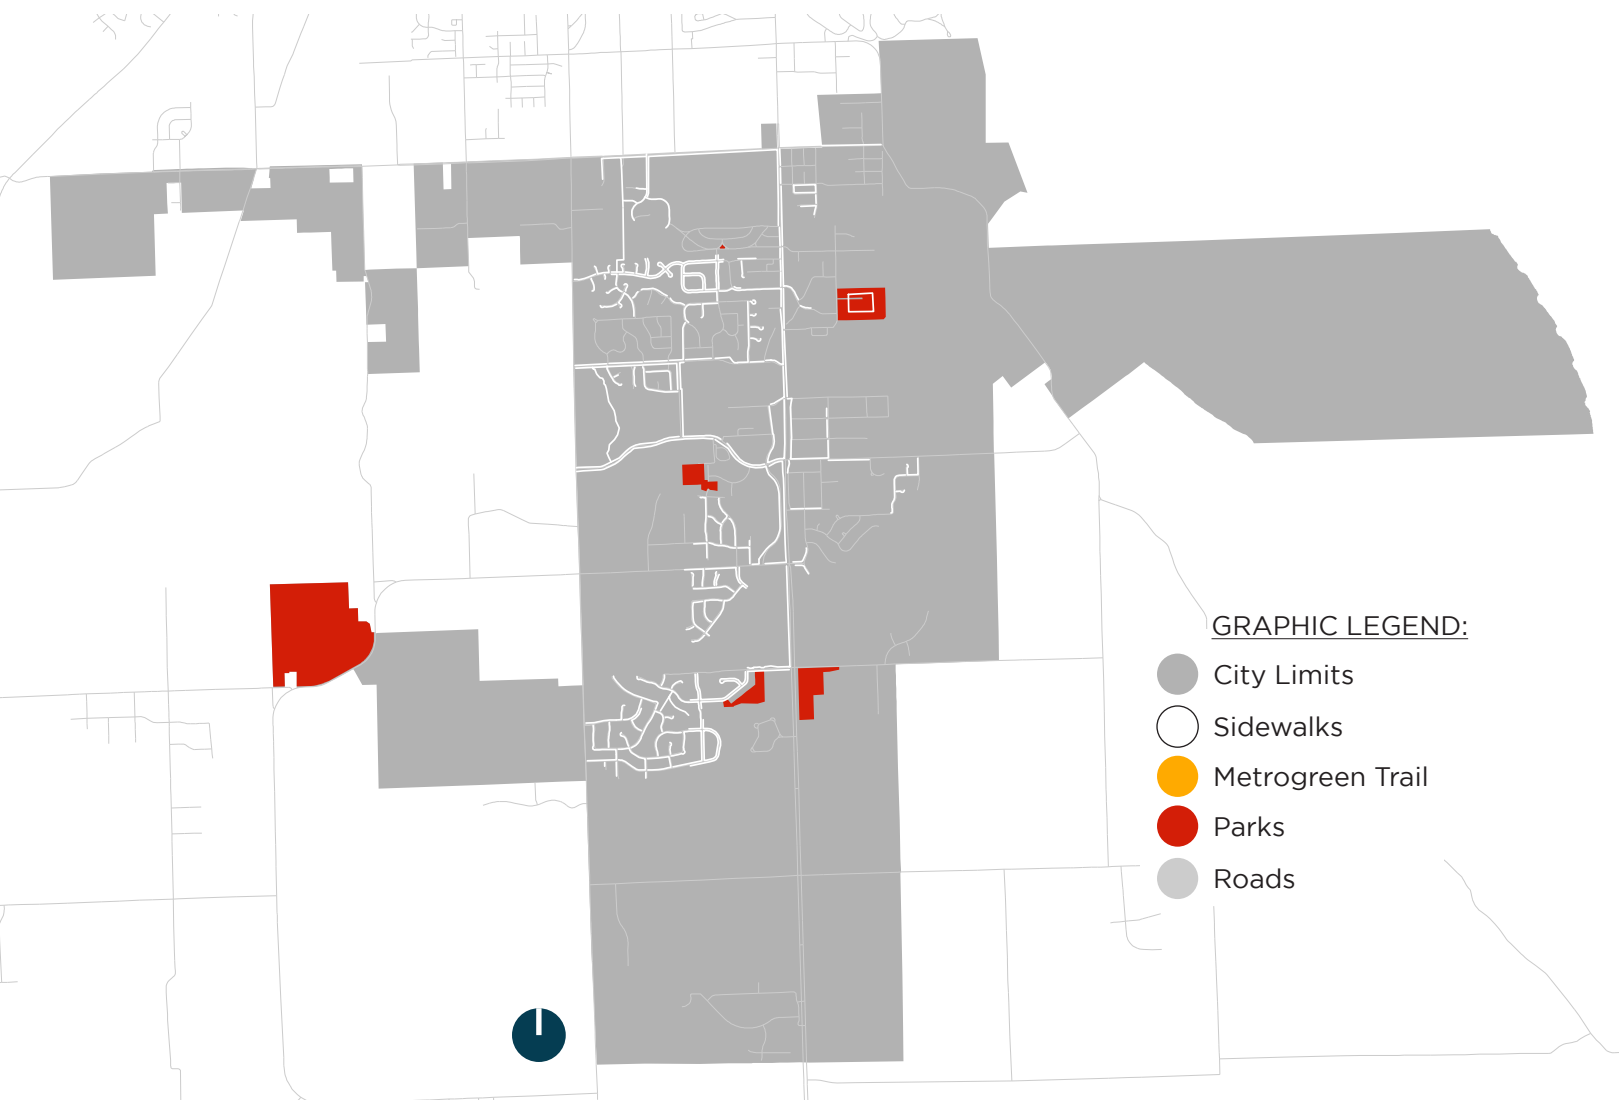 GRAPHIC LEGEND:
City Limits
Sidewalks
Metrogreen Trail
Parks
Roads